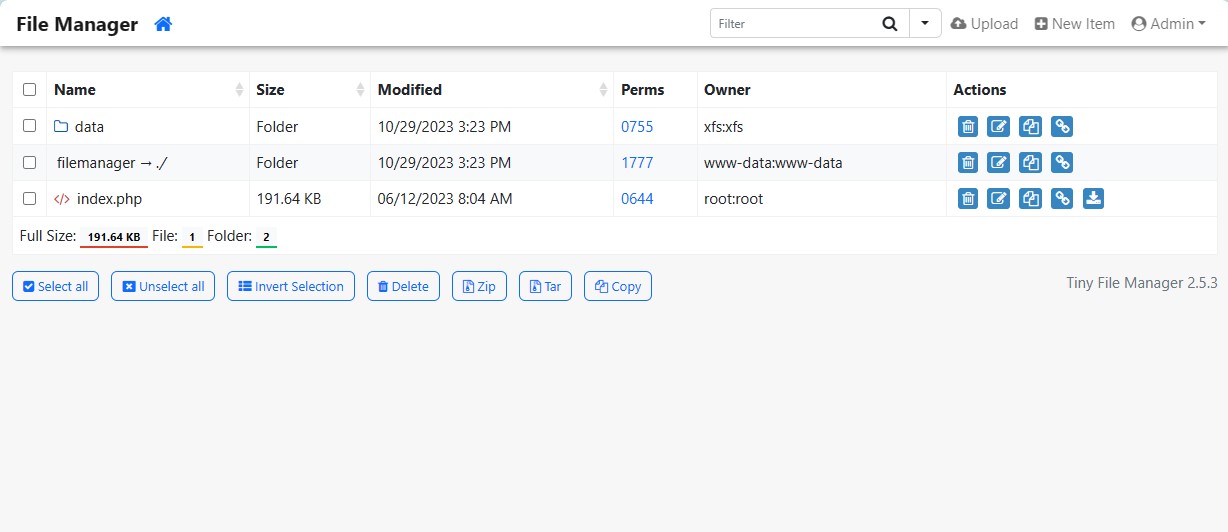 File Manager Filter Upload New Item Admin
Name Size Modified Perms Owner Actions
data Folder 10/29/2023 3:23 PM 0755 xfs:xfs
filemanager → ./ Folder 10/29/2023 3:23 PM 1777 www-data:www-data
</> index.php 191.64 KB 06/12/2023 8:04 AM 0644 root:root
Full Size: 191.64 KB File: 1 Folder: 2
Select all Unselect all Invert Selection Delete Zip Tar Copy Tiny File Manager 2.5.3